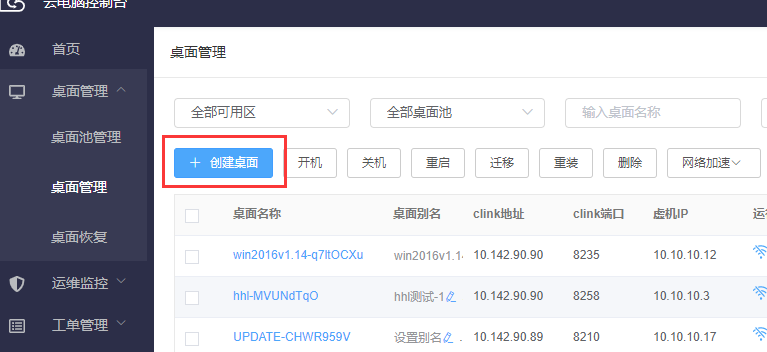 云电脑控制台
首页
桌面管理
桌面池管理
桌面管理
桌面恢复
运维监控
工单管理
桌面管理
全部可用区 全部桌面池 输入桌面名称
+ 创建桌面 开机 关机 重启 迁移 重装 删除 网络加速
桌面名称 桌面别名 clink地址 clink端口 虚机IP 运
win2016v1.14-q7ltOCXu win2016v1.1 10.142.90.90 8235 10.10.10.12
hhl-MVUNdTqO hhl测试-1 10.142.90.90 8258 10.10.10.3
UPDATE-CHWR959V 设置别名 10.142.90.89 8210 10.10.10.17